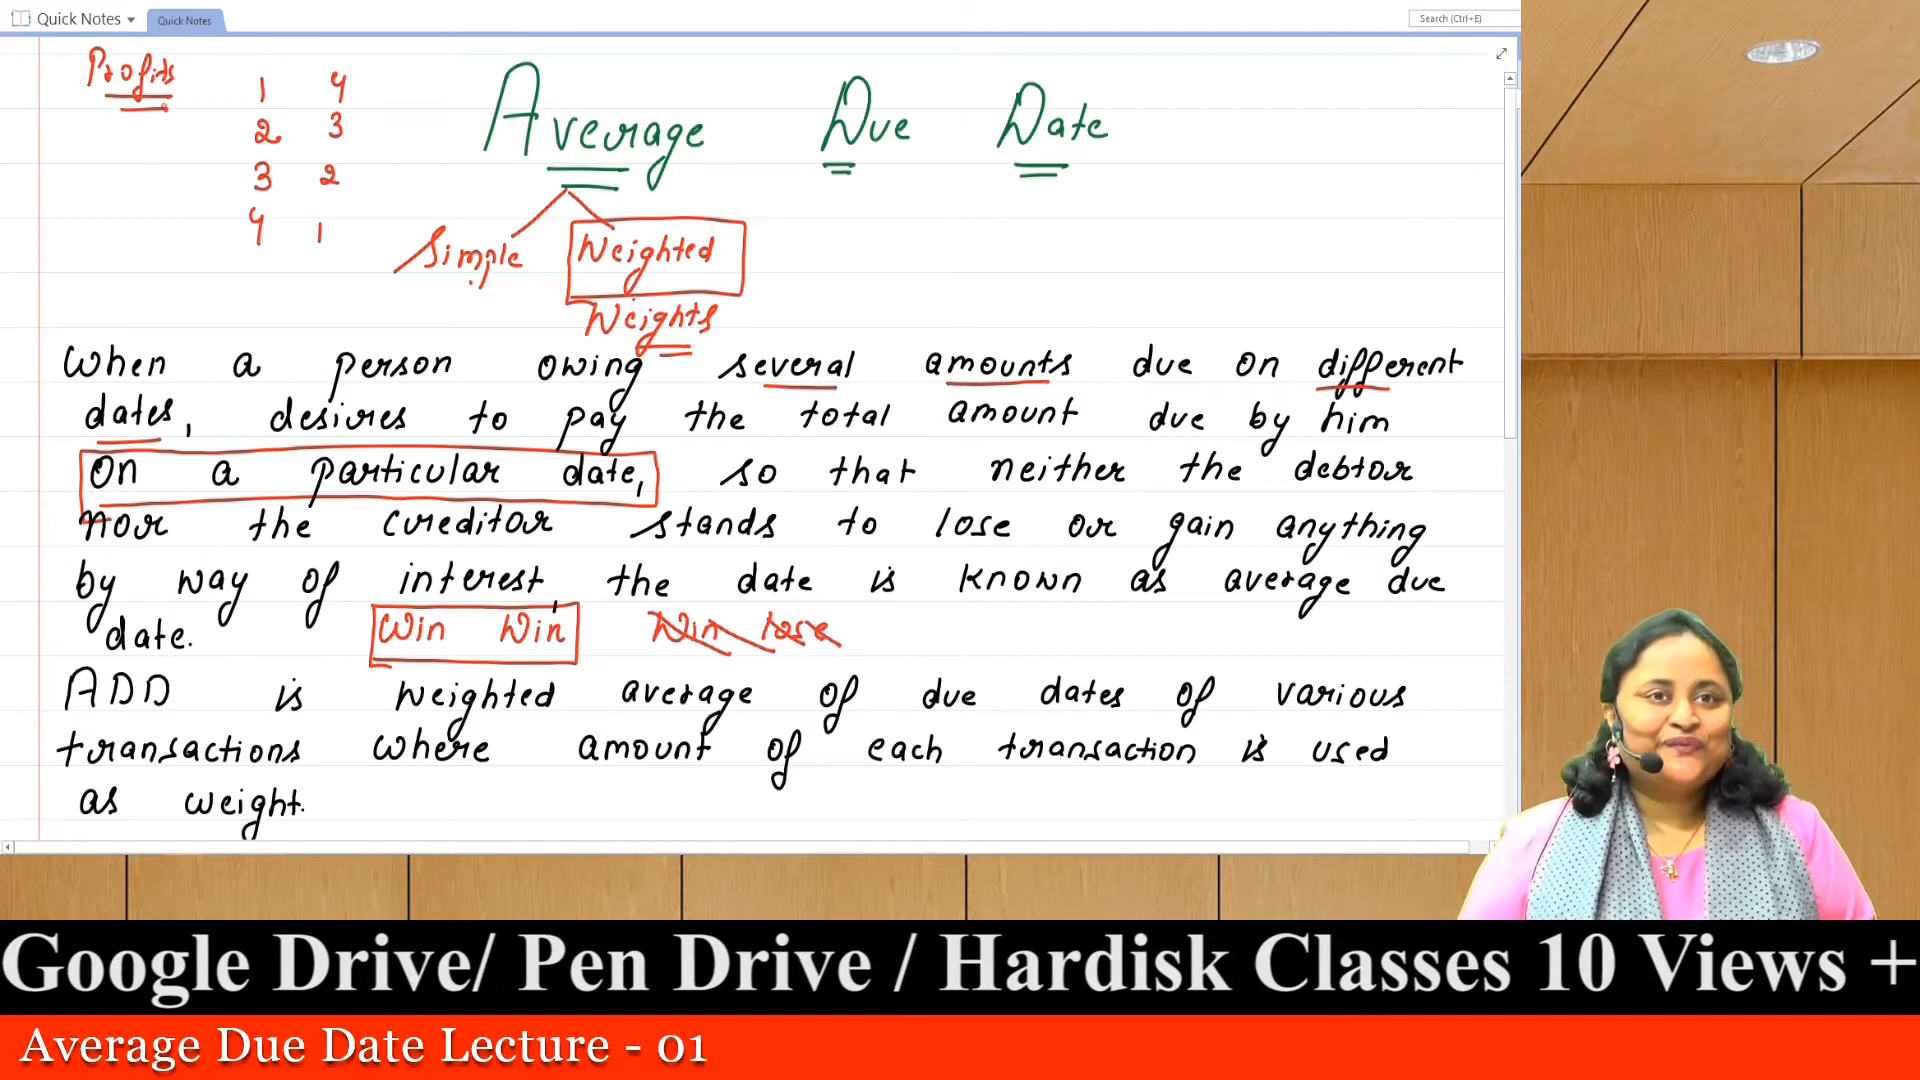 Quick Notes
Quick Notes
Search (Ctrl+E)
Profits
1 4
2 3
3 2
4 1
Average Due Date
Simple Weighted
Weights
When a person owing several amounts due on different
dates, desires to pay the total amount due by him
On a particular date, so that neither the debtor
nor the creditor stands to lose or gain anything
by way of interest, the date is known as average due
date.
Win Win Win lose
ADD is weighted average of due dates of various
transactions where amount of each transaction is used
as weight.
Google Drive/ Pen Drive / Hardisk Classes 10 Views +
Average Due Date Lecture - 01